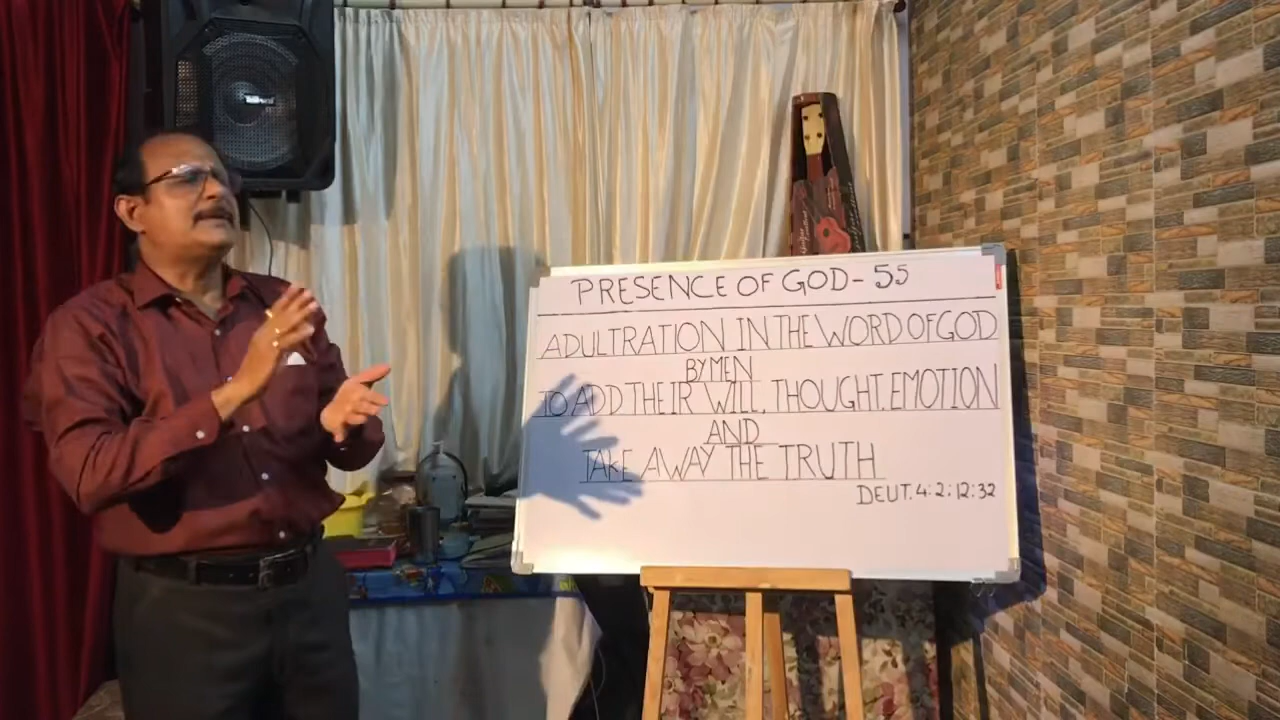 PRESENCE OF GOD - 55
ADULTRATION IN THE WORD OF GOD
BY MEN
TO ADD THEIR WILL, THOUGHT, EMOTION
AND
TAKE AWAY THE TRUTH
DEUT. 4:2; 12:32